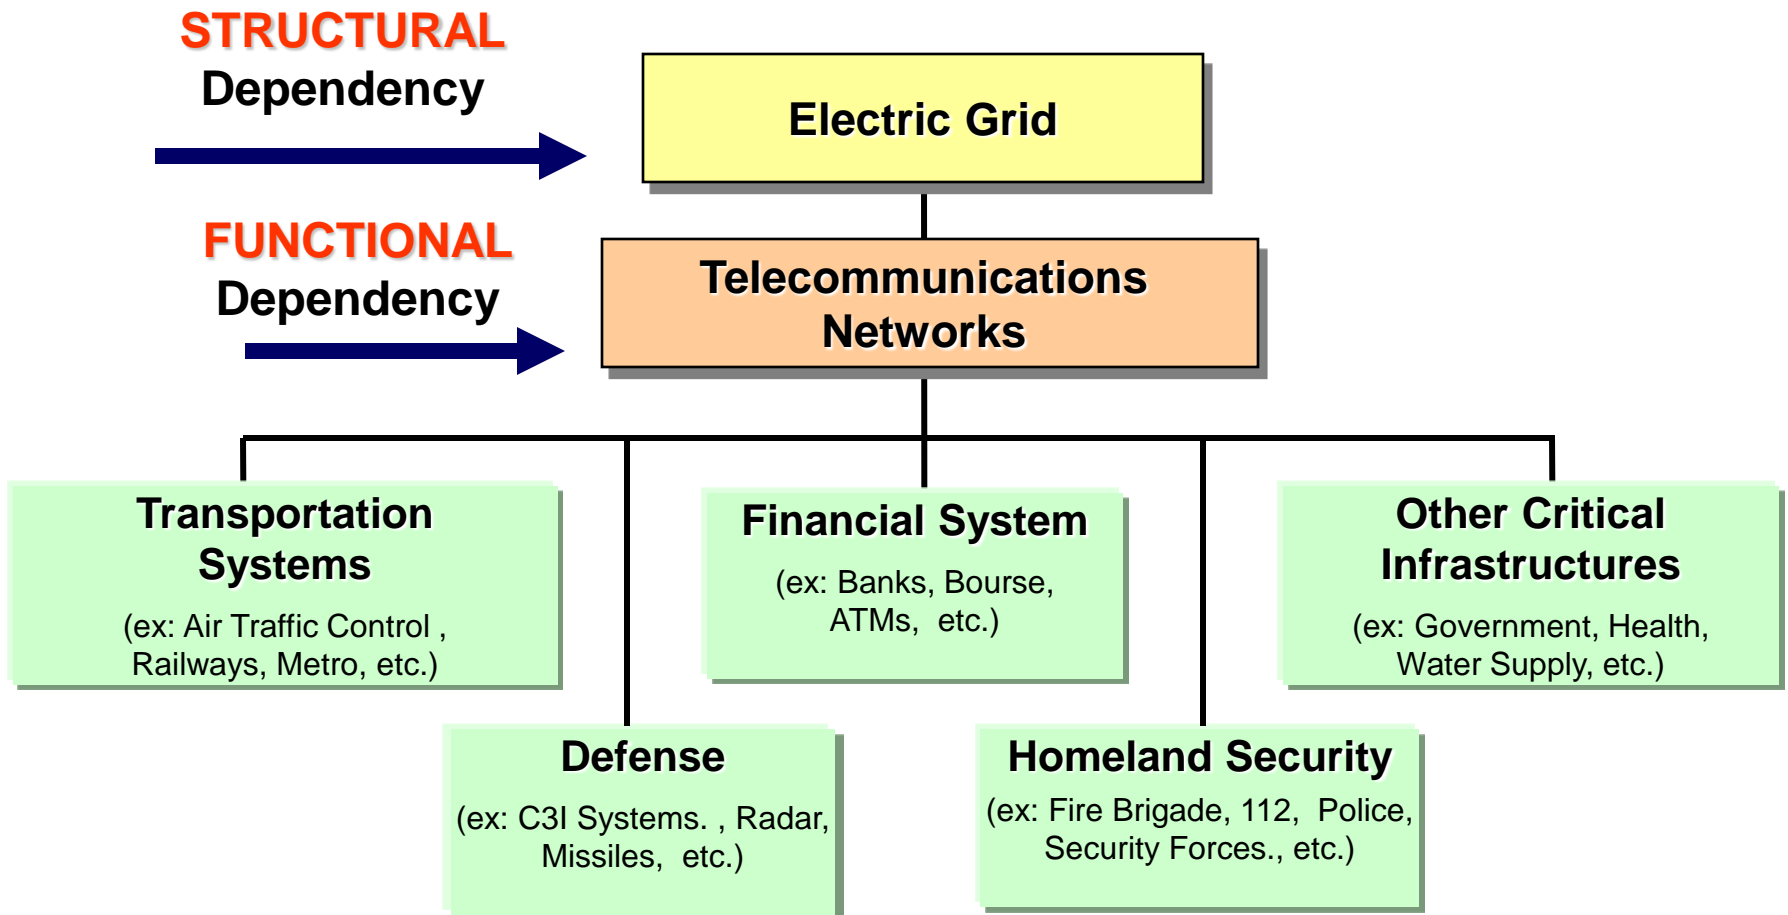 STRUCTURAL
Dependency
Electric Grid
FUNCTIONAL
Dependency
Telecommunications
Networks
Transportation
Systems
(ex: Air Traffic Control ,
Railways, Metro, etc.)
Financial System
(ex: Banks, Bourse,
ATMs, etc.)
Other Critical
Infrastructures
(ex: Government, Health,
Water Supply, etc.)
Defense
(ex: C3I Systems. , Radar,
Missiles, etc.)
Homeland Security
(ex: Fire Brigade, 112, Police,
Security Forces., etc.)